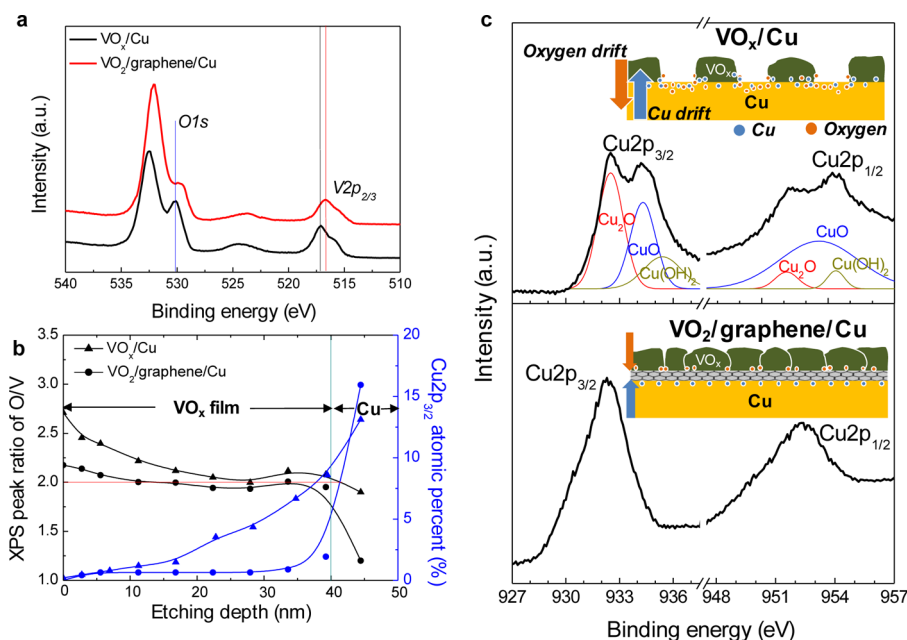 a
VOx/Cu
VO2/graphene/Cu
O1s
V2p2/3
Intensity (a.u.)
540 535 530 525 520 515 510
Binding energy (eV)
b
VOx/Cu
VO2/graphene/Cu
VOx film
Cu
XPS peak ratio of O/V
3.5
3.0
2.5
2.0
1.5
1.0
20
15
10
5
0
Cu2p3/2 atomic percent (%)
0 10 20 30 40 50
Etching depth (nm)
c
VOx/Cu
Oxygen drift
VOx
Cu
Cu drift
Cu
Oxygen
Cu2p3/2
Cu2p1/2
Cu2O
CuO
Cu(OH)2
CuO
Cu2O
Cu(OH)2
Intensity (a.u.)
VO2/graphene/Cu
VOx
Cu
Cu2p3/2
Cu2p1/2
927 930 933 936 948 951 954 957
Binding energy (eV)